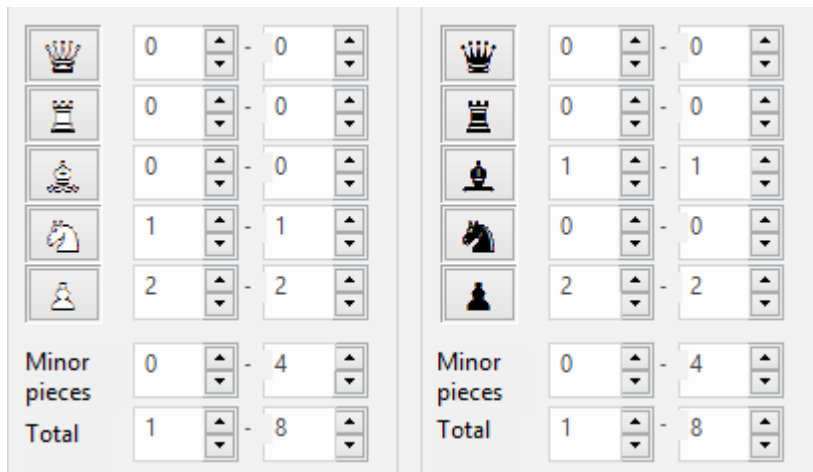 0 - 0 0 - 0
0 - 0 0 - 0
0 - 0 1 - 1
1 - 1 0 - 0
2 - 2 2 - 2
Minor pieces 0 - 4 Minor pieces 0 - 4
Total 1 - 8 Total 1 - 8